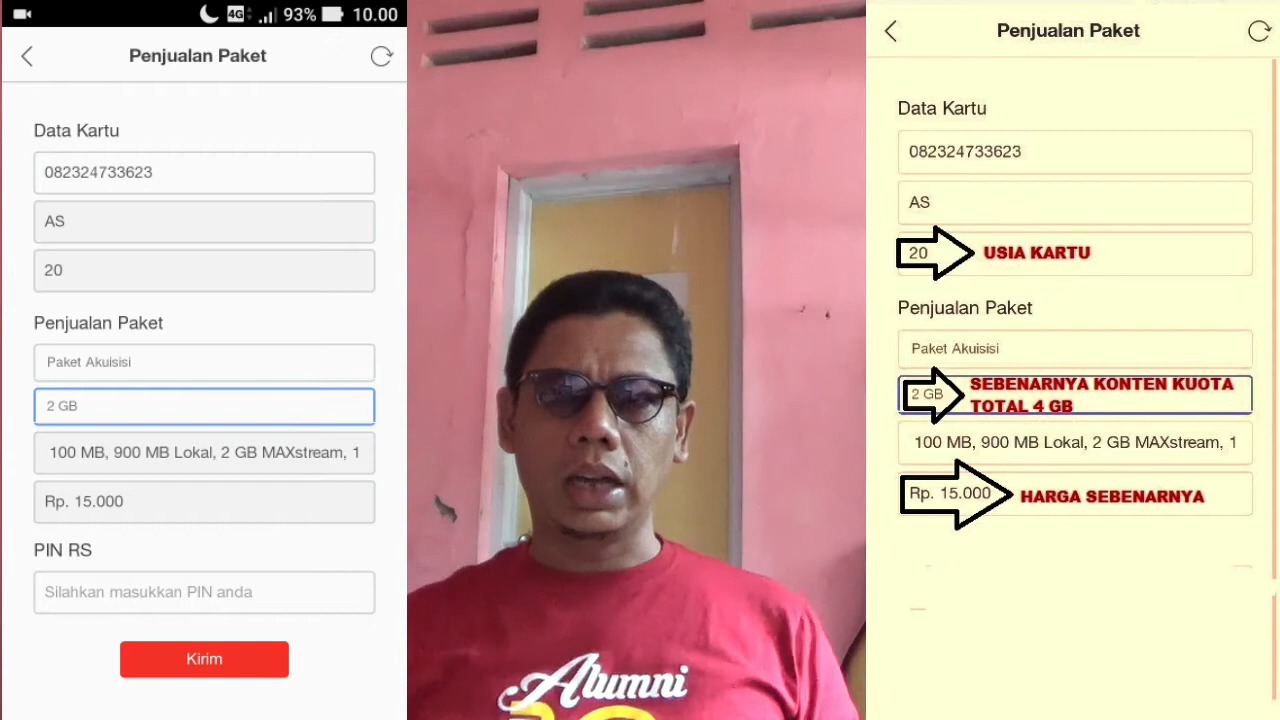 4G 93% 10.00
Penjualan Paket
Data Kartu
082324733623
AS
20
Penjualan Paket
Paket Akuisisi
2 GB
100 MB, 900 MB Lokal, 2 GB MAXstream, 1
Rp. 15.000
PIN RS
Silahkan masukkan PIN anda
Kirim
Alumni
Penjualan Paket
Data Kartu
082324733623
AS
20 USIA KARTU
Penjualan Paket
Paket Akuisisi
2 GB SEBENARNYA KONTEN KUOTA
TOTAL 4 GB
100 MB, 900 MB Lokal, 2 GB MAXstream, 1
Rp. 15.000 HARGA SEBENARNYA